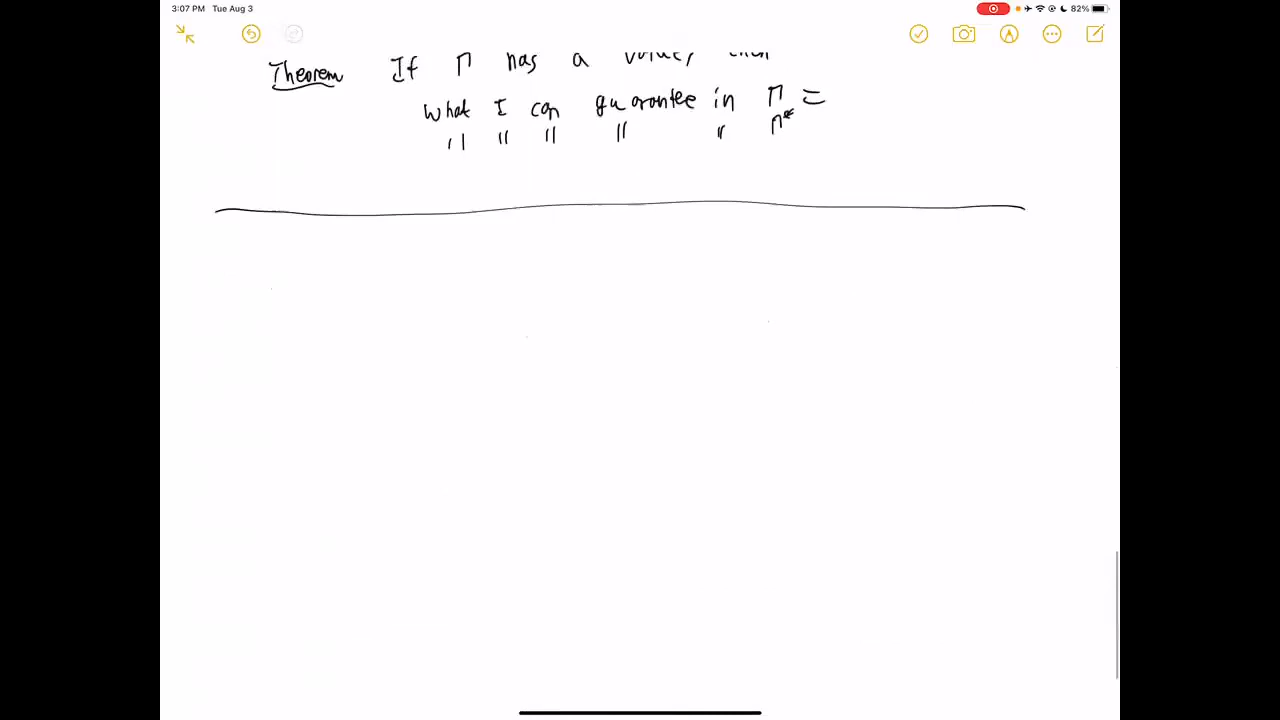 3:07 PM Tue Aug 3
82%
Theorem If Γ has a value, then
what I can guarantee in Γ =
" " " " " Γ*